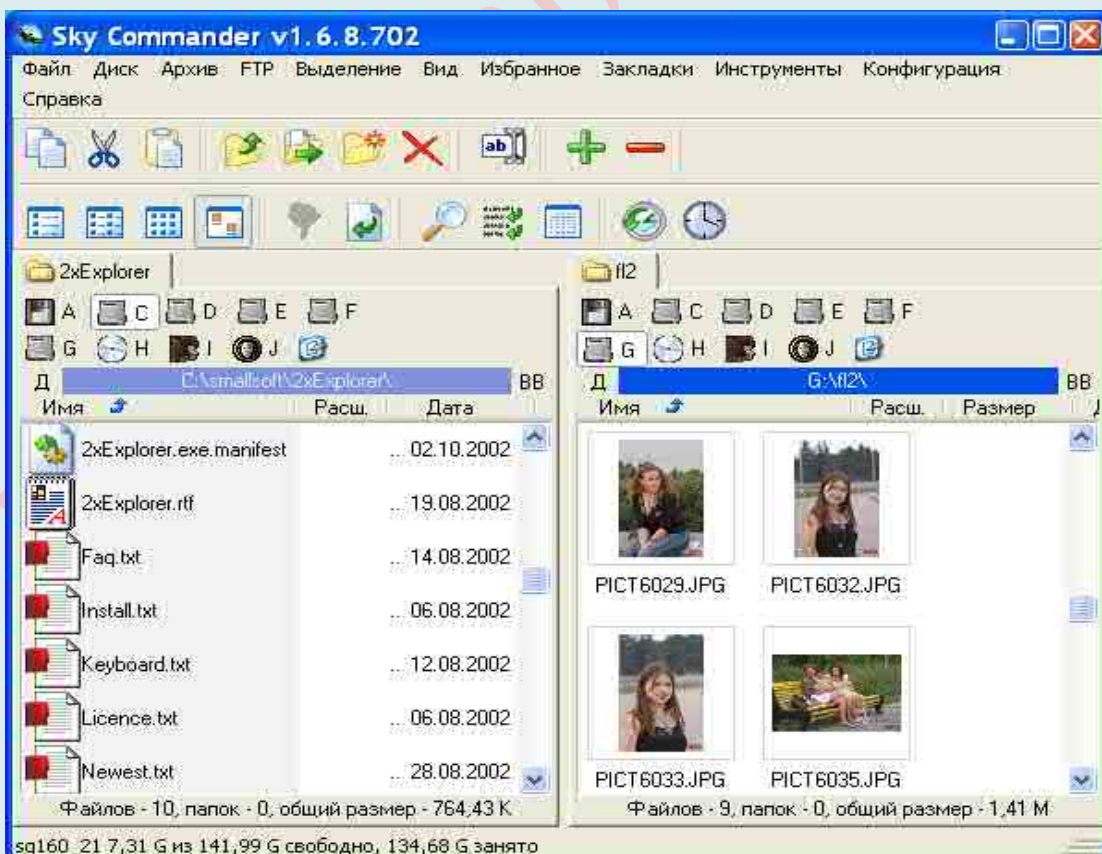 Sky Commander v1.6.8.702
Файл Диск Архив FTP Выделение Вид Избранное Закладки Инструменты Конфигурация
Справка
ab
2xExplorer
A C D E F
G H I J
Д C:\smallsoft\2xExplorer\ ВВ
Имя Расш. Дата
2xExplorer.exe.manifest ... 02.10.2002
2xExplorer.rtf ... 19.08.2002
Faq.txt ... 14.08.2002
Install.txt ... 06.08.2002
Keyboard.txt ... 12.08.2002
Licence.txt ... 06.08.2002
Newest.txt ... 28.08.2002
Файлов - 10, папок - 0, общий размер - 764,43 K
fl2
A C D E F
G H I J
Д G:\fl2\ ВВ
Имя Расш. Размер
PICT6029.JPG PICT6032.JPG
PICT6033.JPG PICT6035.JPG
Файлов - 9, папок - 0, общий размер - 1,41 M
sg160_21 7,31 G из 141,99 G свободно, 134,68 G занято